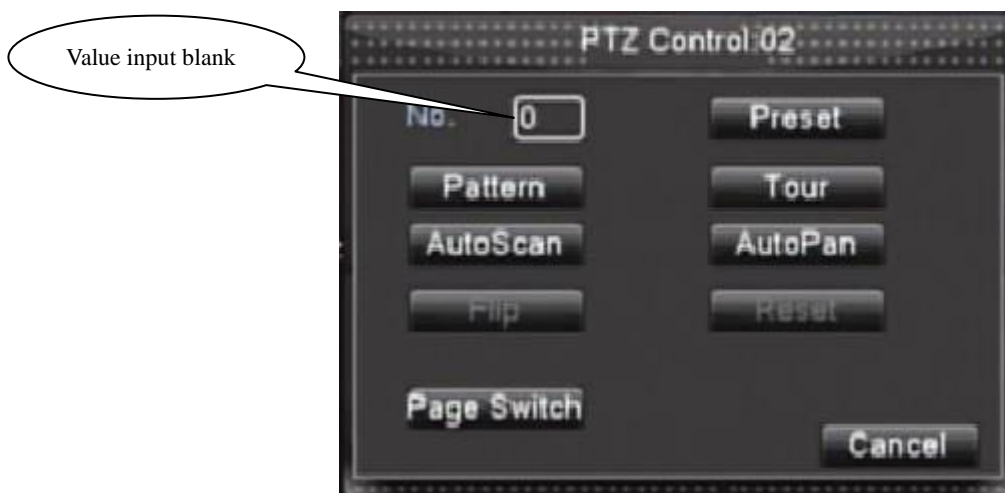 Value input blank
PTZ Control:02
No. 0 Preset
Pattern Tour
AutoScan AutoPan
Flip Reset
Page Switch
Cancel